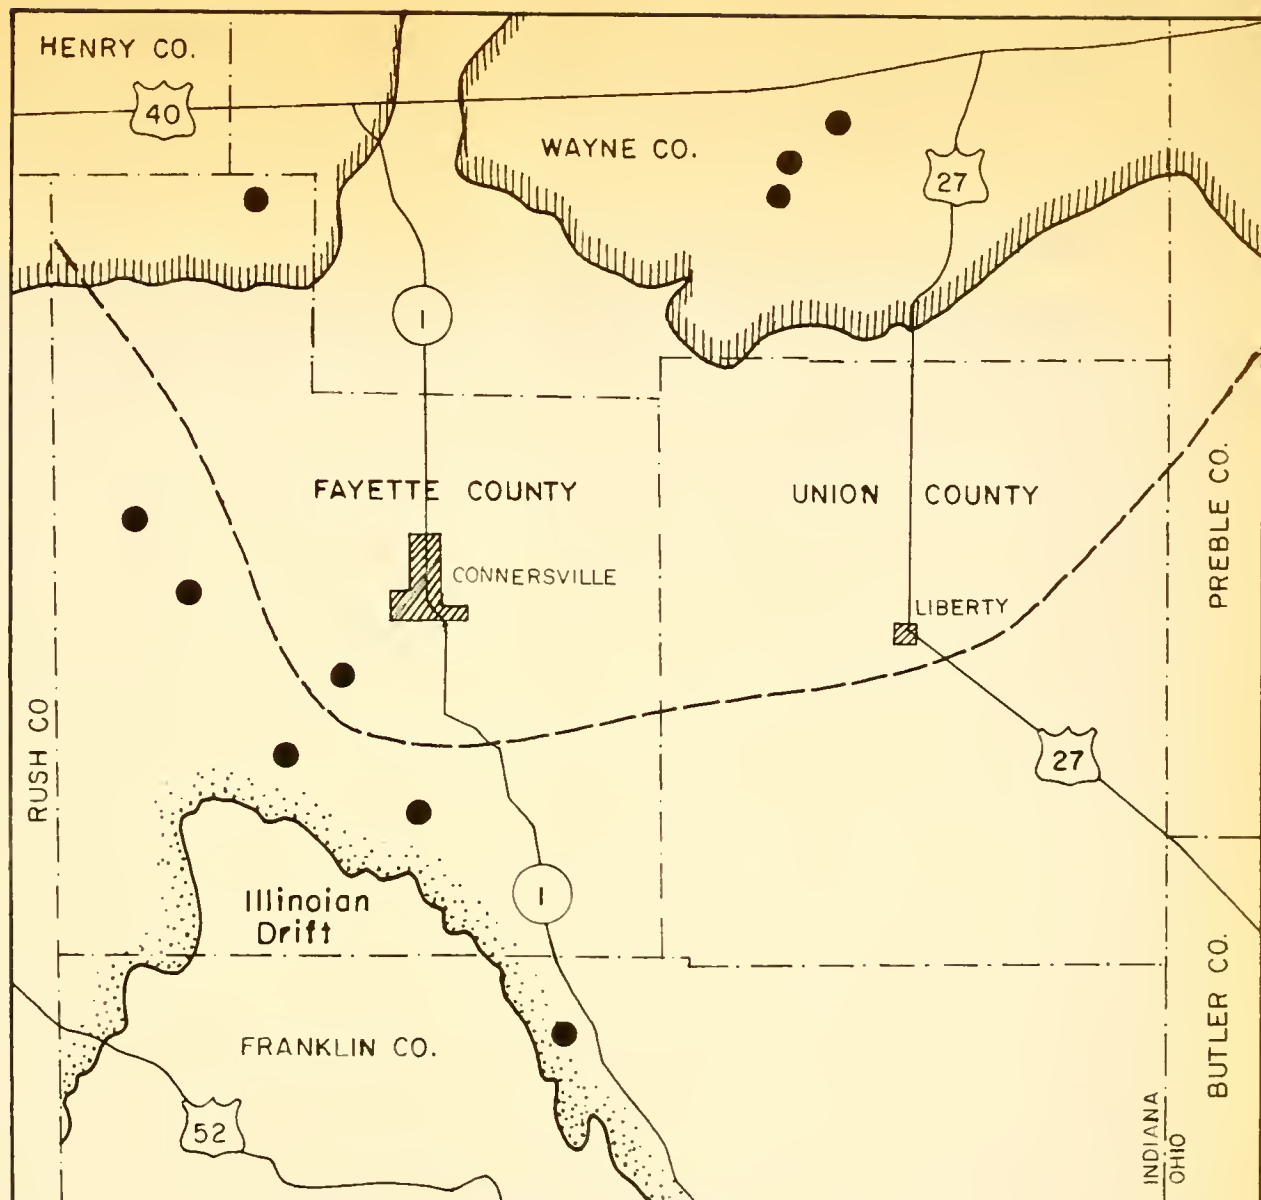 HENRY CO.
40
WAYNE CO.
27
1
FAYETTE COUNTY
UNION COUNTY
CONNERSVILLE
LIBERTY
PREBLE CO.
RUSH CO
27
Illinoian
Drift
1
FRANKLIN CO.
BUTLER CO.
52
INDIANA
OHIO